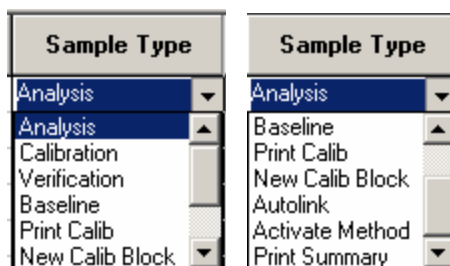 Sample Type
Analysis
Analysis
Calibration
Verification
Baseline
Print Calib
New Calib Block
Sample Type
Analysis
Baseline
Print Calib
New Calib Block
Autolink
Activate Method
Print Summary